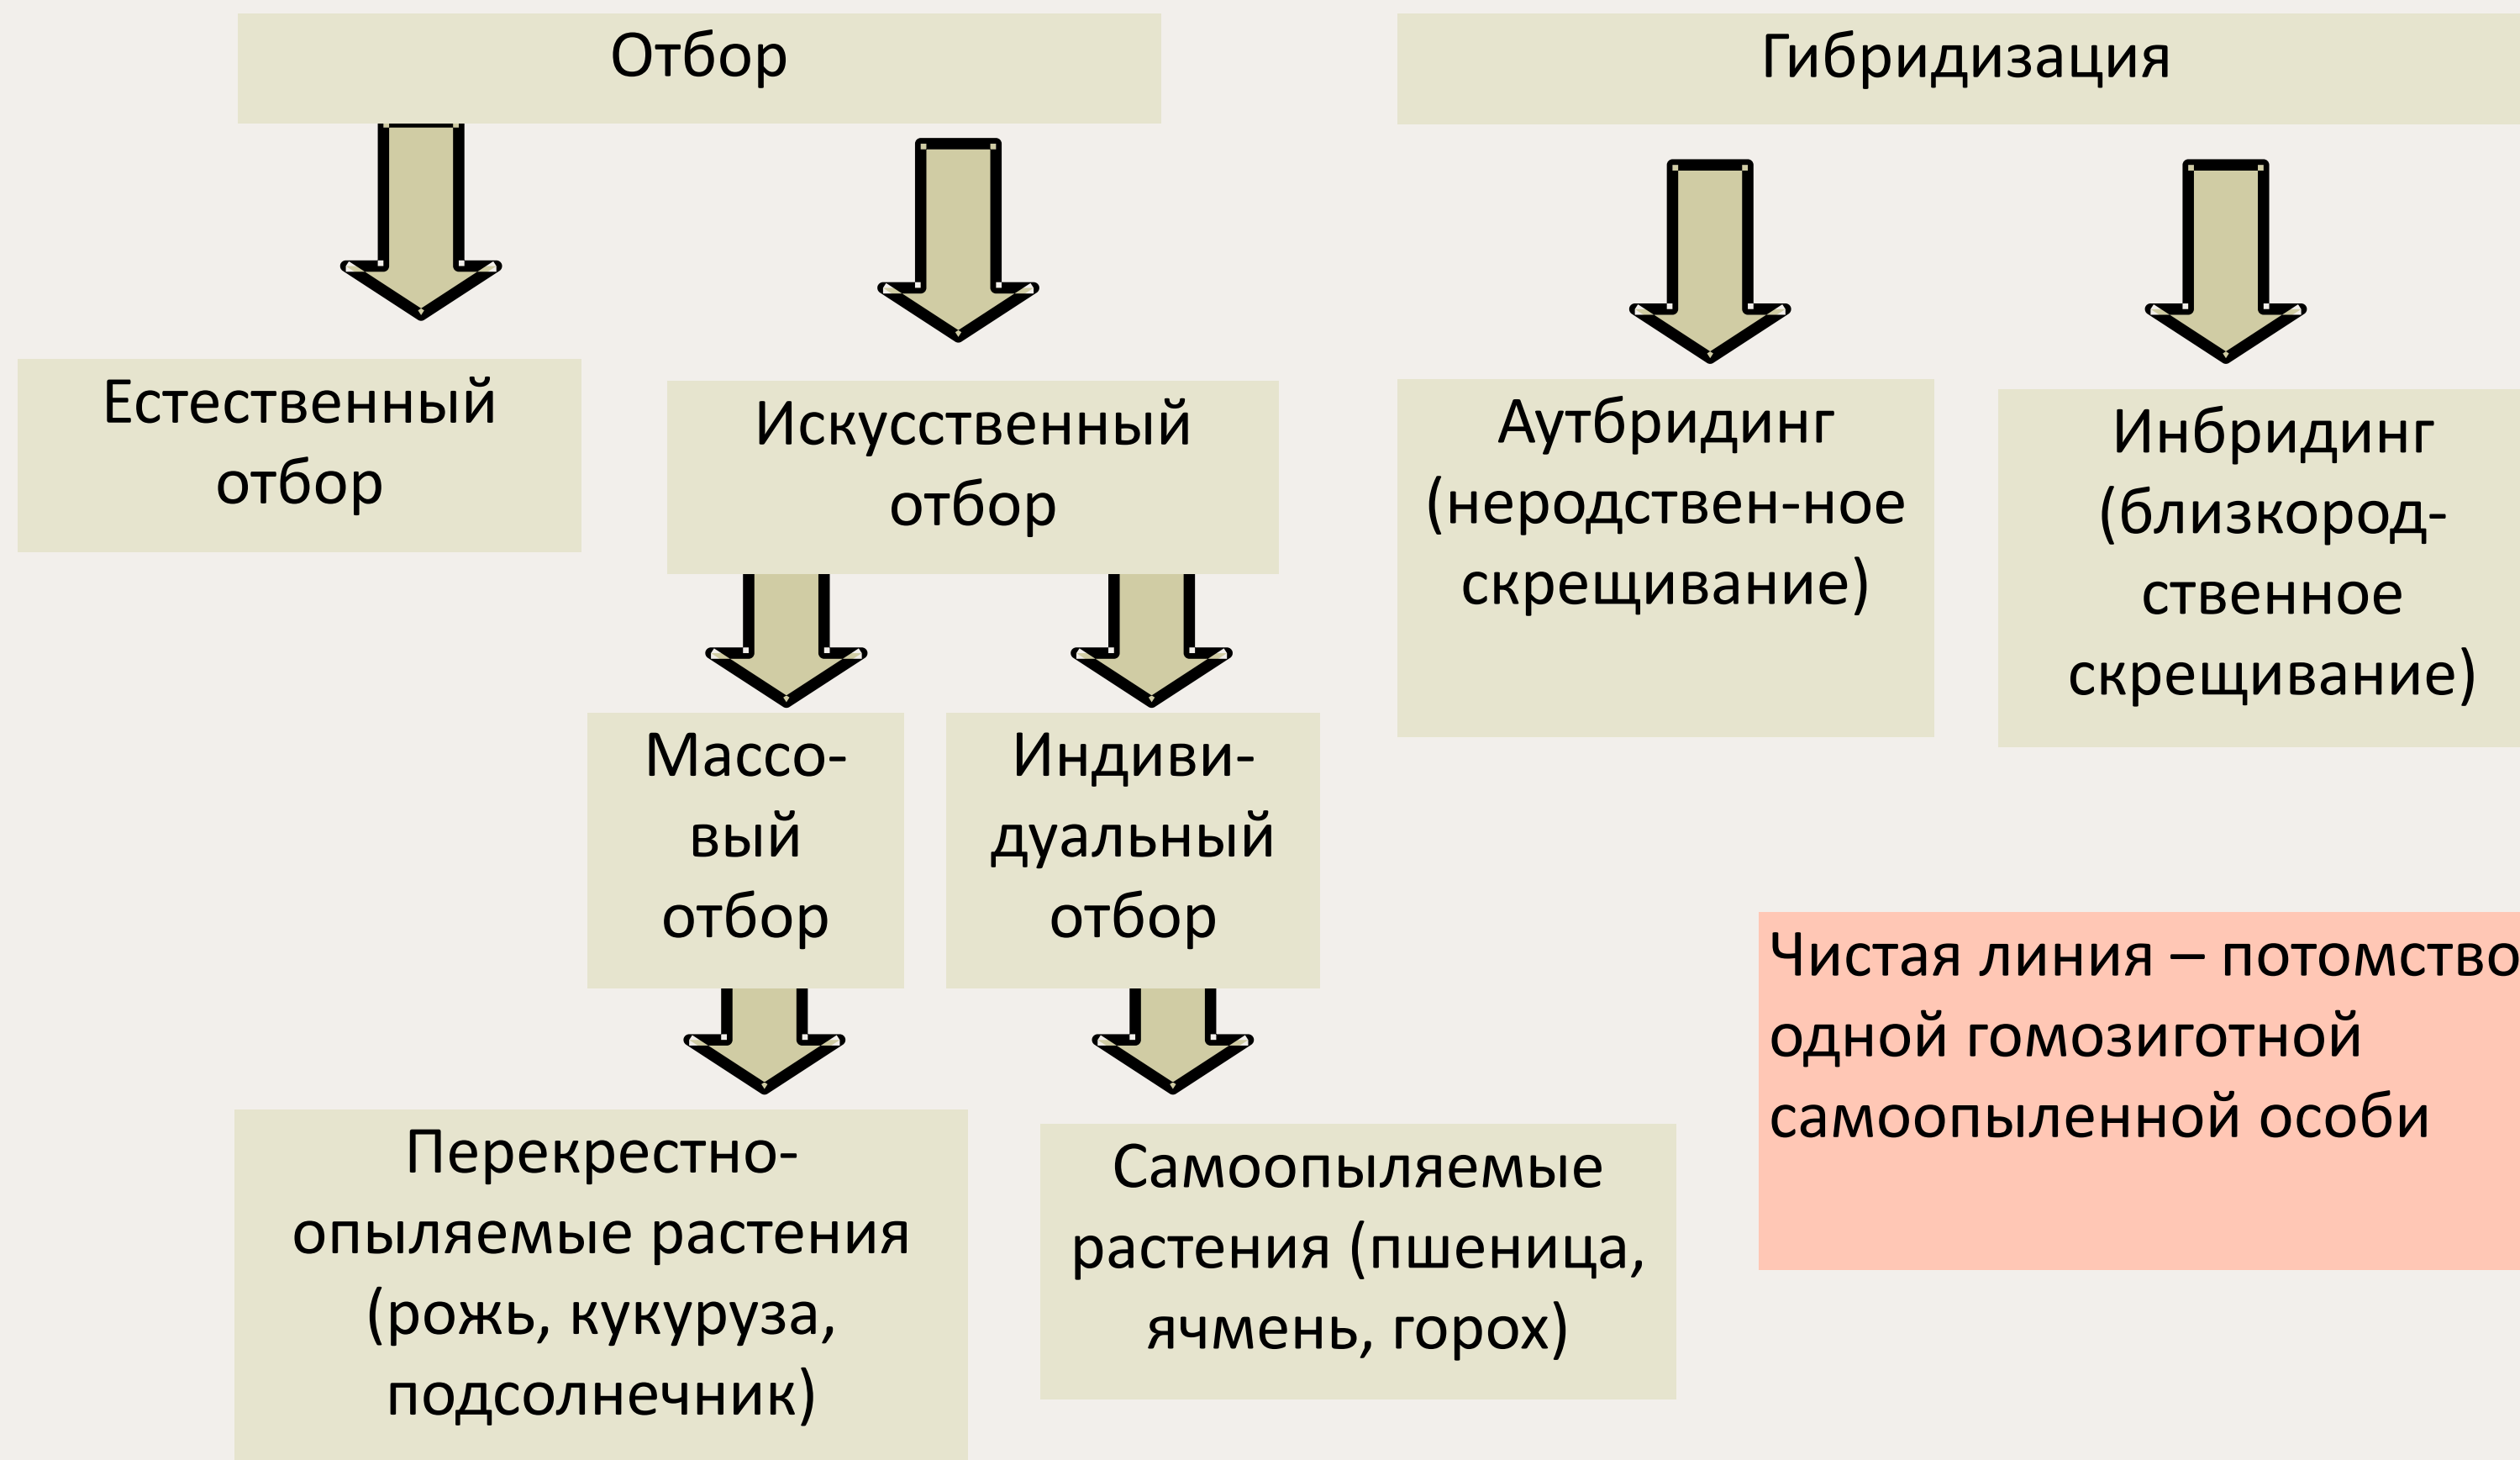 Отбор
Гибридизация
Естественный
отбор
Искусственный
отбор
Аутбридинг
(неродствен-ное
скрещивание)
Инбридинг
(близкород-
ственное
скрещивание)
Массо-
вый
отбор
Индиви-
дуальный
отбор
Перекрестно-
опыляемые растения
(рожь, кукуруза,
подсолнечник)
Самоопыляемые
растения (пшеница,
ячмень, горох)
Чистая линия – потомство
одной гомозиготной
самоопыленной особи